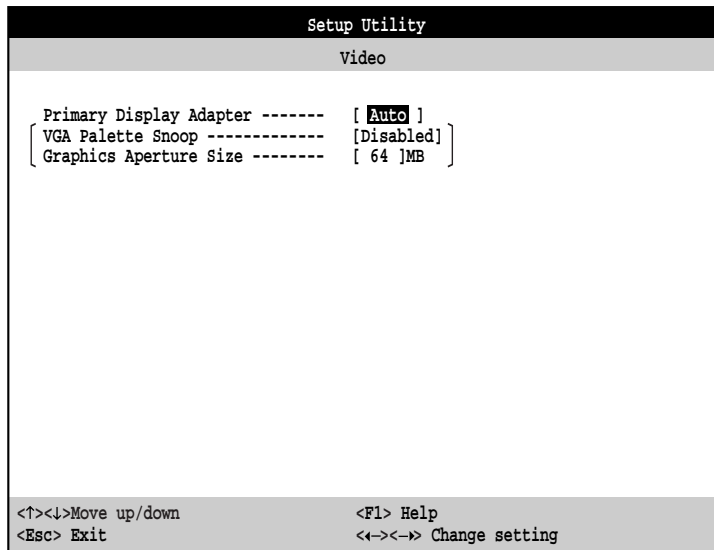 Setup Utility
Video
Primary Display Adapter ------- [ Auto ]
VGA Palette Snoop ------------- [Disabled]
Graphics Aperture Size -------- [ 64 ]MB
<↑><↓>Move up/down <F1> Help
<Esc> Exit <←><→> Change setting